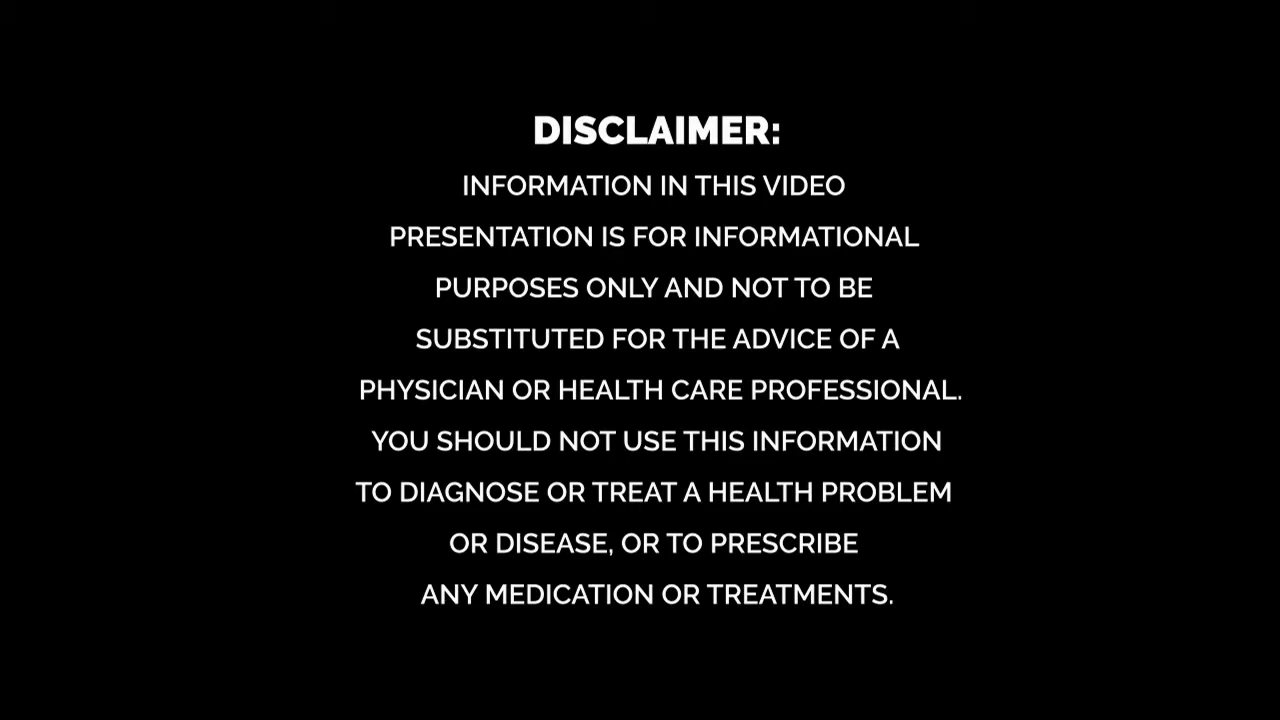 DISCLAIMER:
INFORMATION IN THIS VIDEO
PRESENTATION IS FOR INFORMATIONAL
PURPOSES ONLY AND NOT TO BE
SUBSTITUTED FOR THE ADVICE OF A
PHYSICIAN OR HEALTH CARE PROFESSIONAL.
YOU SHOULD NOT USE THIS INFORMATION
TO DIAGNOSE OR TREAT A HEALTH PROBLEM
OR DISEASE, OR TO PRESCRIBE
ANY MEDICATION OR TREATMENTS.